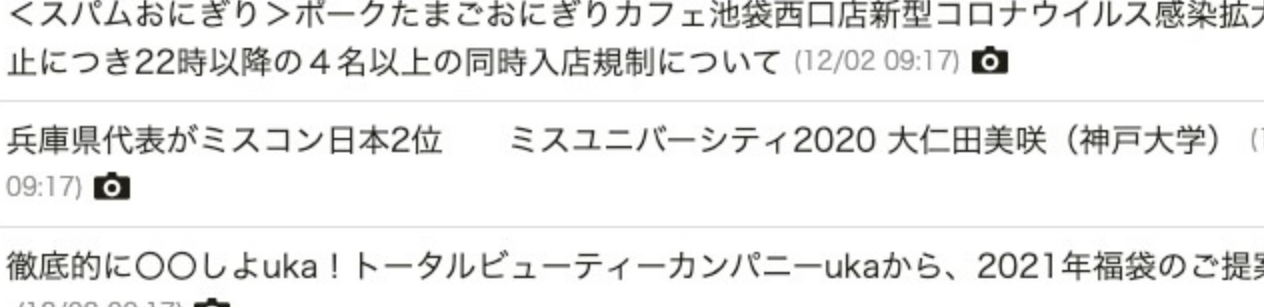 ＜スパムおにぎり＞ポークたまごおにぎりカフェ池袋西口店新型コロナウイルス感染拡大
止につき22時以降の４名以上の同時入店規制について (12/02 09:17)
兵庫県代表がミスコン日本2位　　ミスユニバーシティ2020 大仁田美咲（神戸大学） (1
09:17)
徹底的に〇〇しよuka！トータルビューティーカンパニーukaから、2021年福袋のご提案